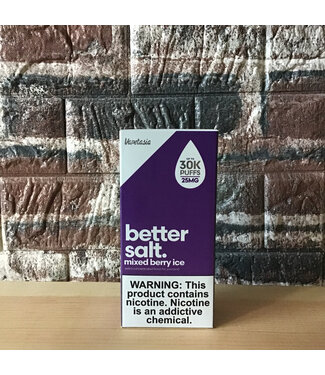 Vapetasia
UP TO
30K
PUFFS
25MG
better
salt.
mixed berry ice
WARNING: This
product contains
nicotine. Nicotine
is an addictive
chemical.